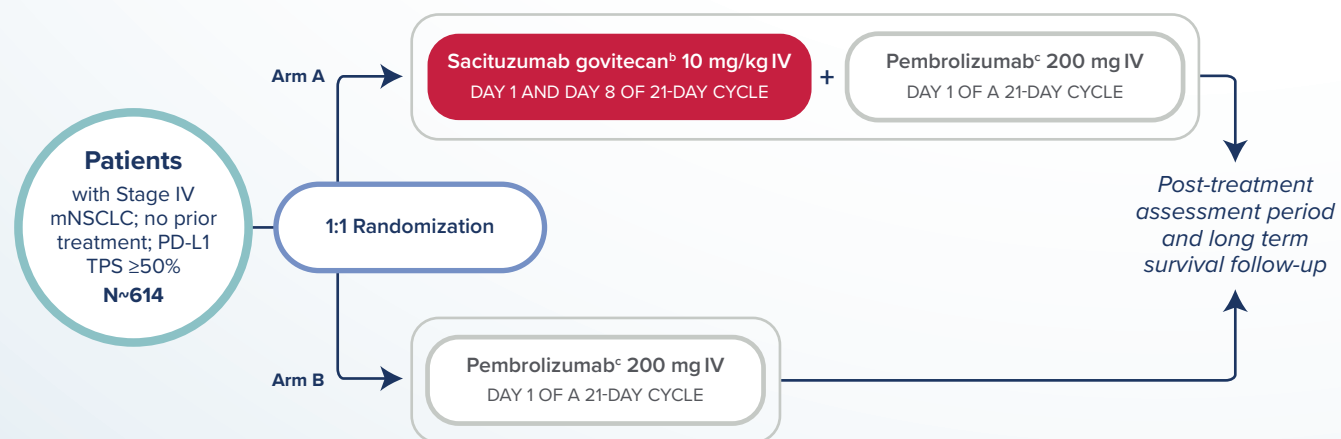 Patients
with Stage IV
mNSCLC; no prior
treatment; PD-L1
TPS ≥50%
N~614
1:1 Randomization
Arm A
Sacituzumab govitecanᵇ 10 mg/kg IV
DAY 1 AND DAY 8 OF 21-DAY CYCLE
+
Pembrolizumabᶜ 200 mg IV
DAY 1 OF A 21-DAY CYCLE
Arm B
Pembrolizumabᶜ 200 mg IV
DAY 1 OF A 21-DAY CYCLE
Post-treatment
assessment period
and long term
survival follow-up